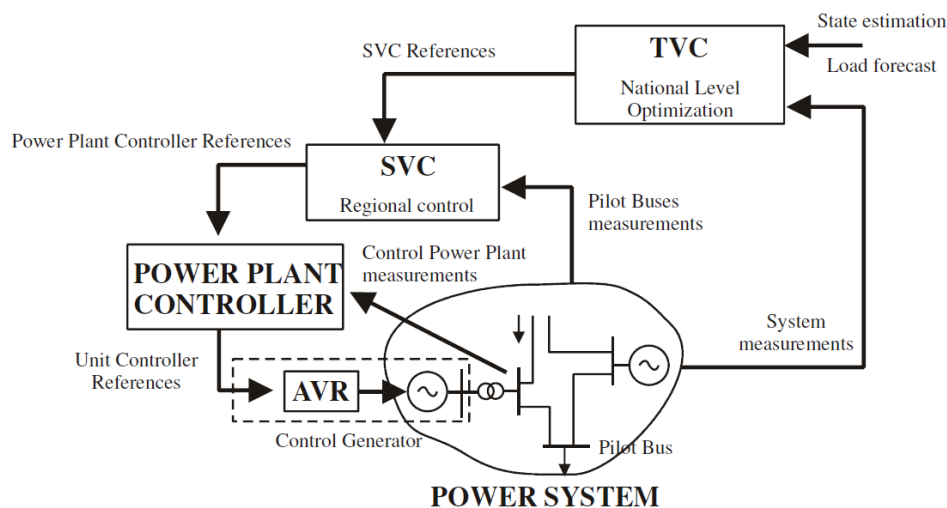 State estimation
Load forecast
TVC
National Level
Optimization
SVC References
Power Plant Controller References
SVC
Regional control
Pilot Buses
measurements
Control Power Plant
measurements
POWER PLANT
CONTROLLER
System
measurements
Unit Controller
References
AVR
Control Generator
Pilot Bus
POWER SYSTEM